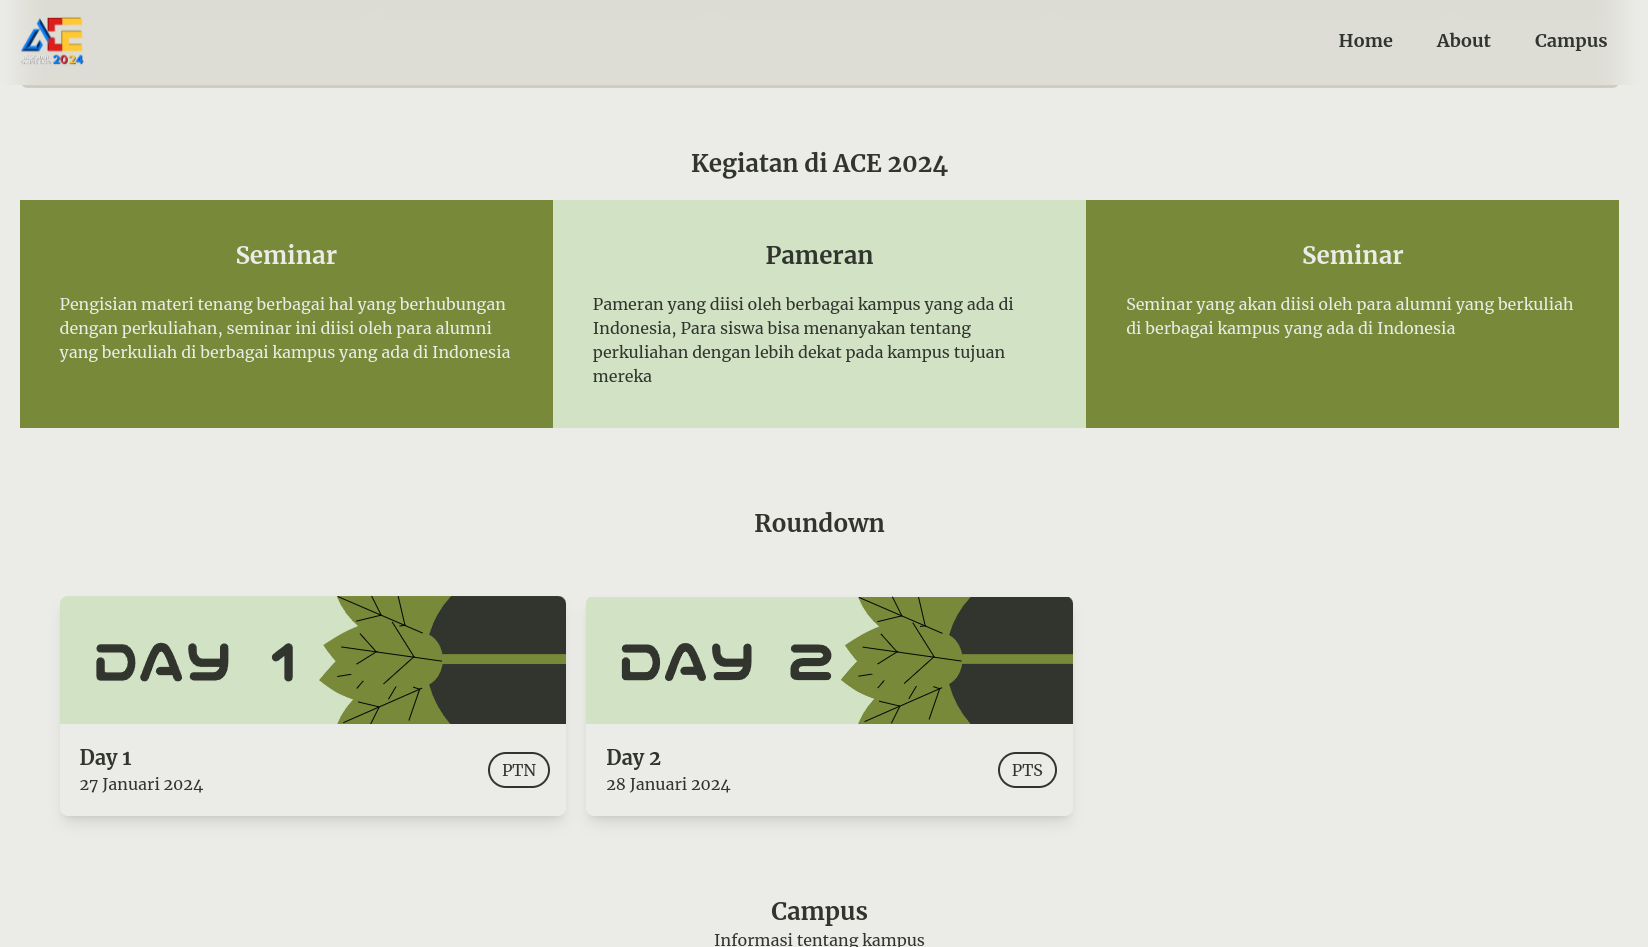 ACE
2024
Home
About
Campus
Kegiatan di ACE 2024
Seminar
Pengisian materi tenang berbagai hal yang berhubungan
dengan perkuliahan, seminar ini diisi oleh para alumni
yang berkuliah di berbagai kampus yang ada di Indonesia
Pameran
Pameran yang diisi oleh berbagai kampus yang ada di
Indonesia, Para siswa bisa menanyakan tentang
perkuliahan dengan lebih dekat pada kampus tujuan
mereka
Seminar
Seminar yang akan diisi oleh para alumni yang berkuliah
di berbagai kampus yang ada di Indonesia
Roundown
DAY 1
Day 1
27 Januari 2024
PTN
DAY 2
Day 2
28 Januari 2024
PTS
Campus
Informasi tentang kampus